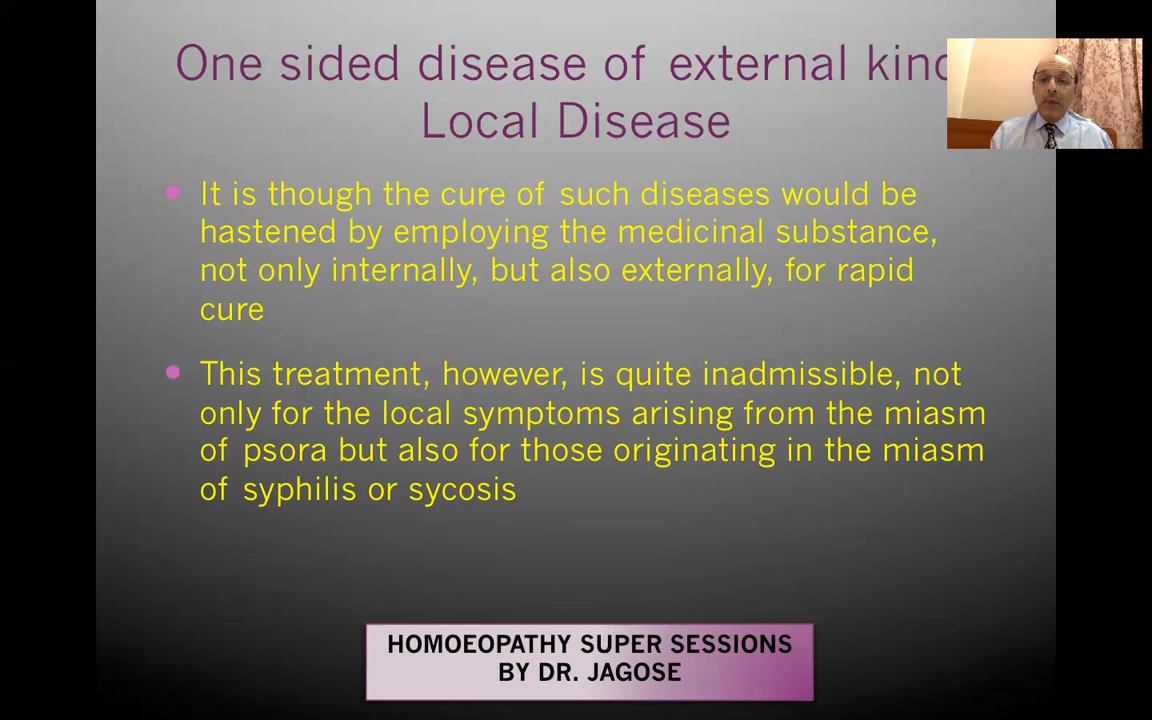 One sided disease of external kind
Local Disease
It is though the cure of such diseases would be
hastened by employing the medicinal substance,
not only internally, but also externally, for rapid
cure
This treatment, however, is quite inadmissible, not
only for the local symptoms arising from the miasm
of psora but also for those originating in the miasm
of syphilis or sycosis
HOMOEOPATHY SUPER SESSIONS
BY DR. JAGOSE